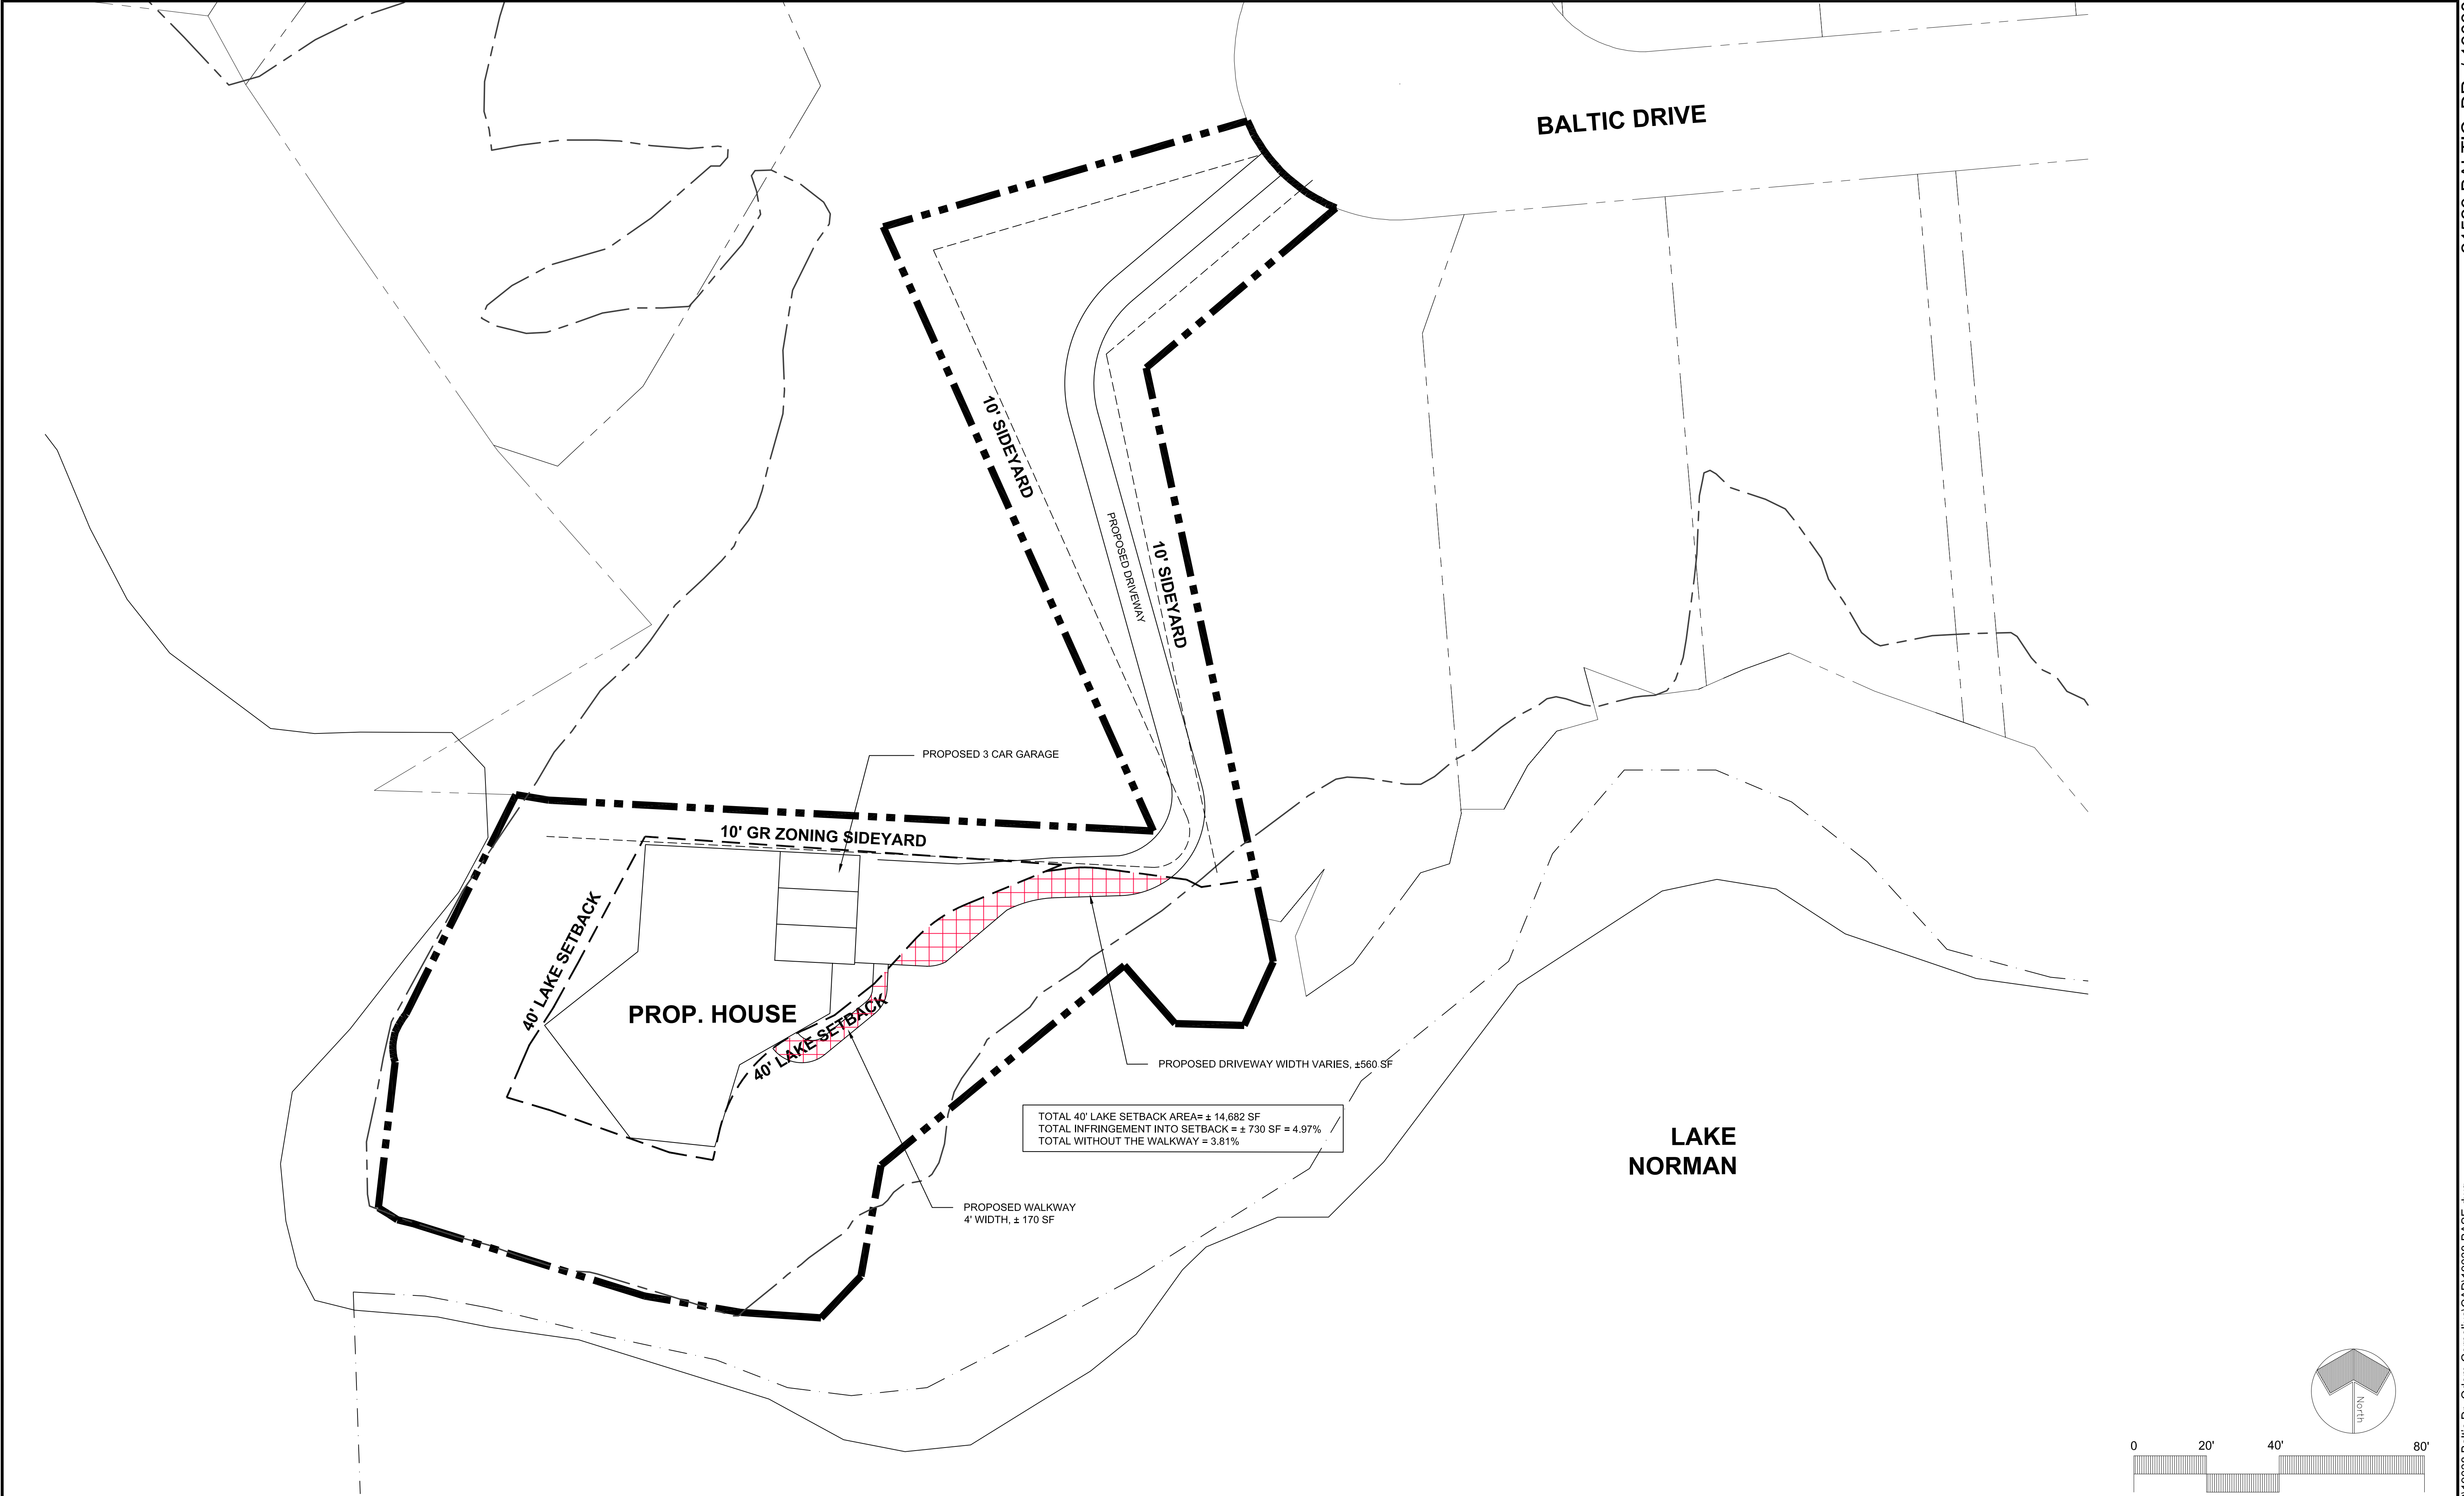 BALTIC DRIVE
10' SIDEYARD
PROPOSED DRIVEWAY
10' SIDEYARD
PROPOSED 3 CAR GARAGE
10' GR ZONING SIDEYARD
40' LAKE SETBACK
PROP. HOUSE
40' LAKE SETBACK
PROPOSED DRIVEWAY WIDTH VARIES, ±560 SF
TOTAL 40' LAKE SETBACK AREA= ± 14,682 SF
TOTAL INFRINGEMENT INTO SETBACK = ± 730 SF = 4.97%
TOTAL WITHOUT THE WALKWAY = 3.81%
LAKE
NORMAN
PROPOSED WALKWAY
4' WIDTH, ± 170 SF
North
0 20' 40' 80'